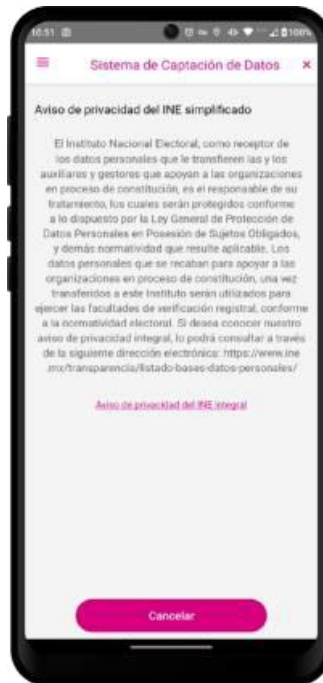 10:51
100%
Sistema de Captación de Datos ×
Aviso de privacidad del INE simplificado
El Instituto Nacional Electoral, como receptor de
los datos personales que le transfieren las y los
auxiliares y gestores que apoyan a las organizaciones
en proceso de constitución, es el responsable de su
tratamiento, los cuales serán protegidos conforme
a lo dispuesto por la Ley General de Protección de
Datos Personales en Posesión de Sujetos Obligados,
y demás normatividad que resulte aplicable. Los
datos personales que se recaban para apoyar a las
organizaciones en proceso de constitución, una vez
transferidos a este Instituto serán utilizados para
ejercer las facultades de verificación registral, conforme
a la normatividad electoral. Si desea conocer nuestro
aviso de privacidad integral, lo podrá consultar a través
de la siguiente dirección electrónica: https://www.ine
.mx/transparencia/listado-bases-datos-personales/
Aviso de privacidad del INE integral
Cancelar